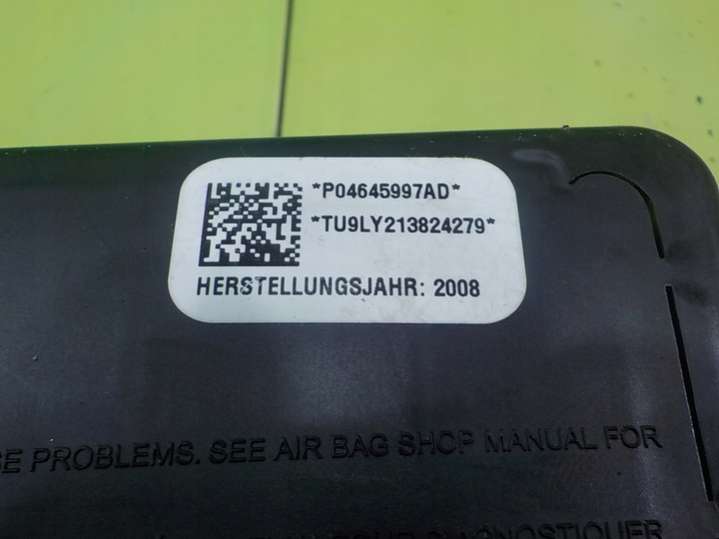 *P04645997AD*
*TU9LY213824279*
HERSTELLUNGSJAHR: 2008
PROBLEMS. SEE AIR BAG SHOP MANUAL FOR